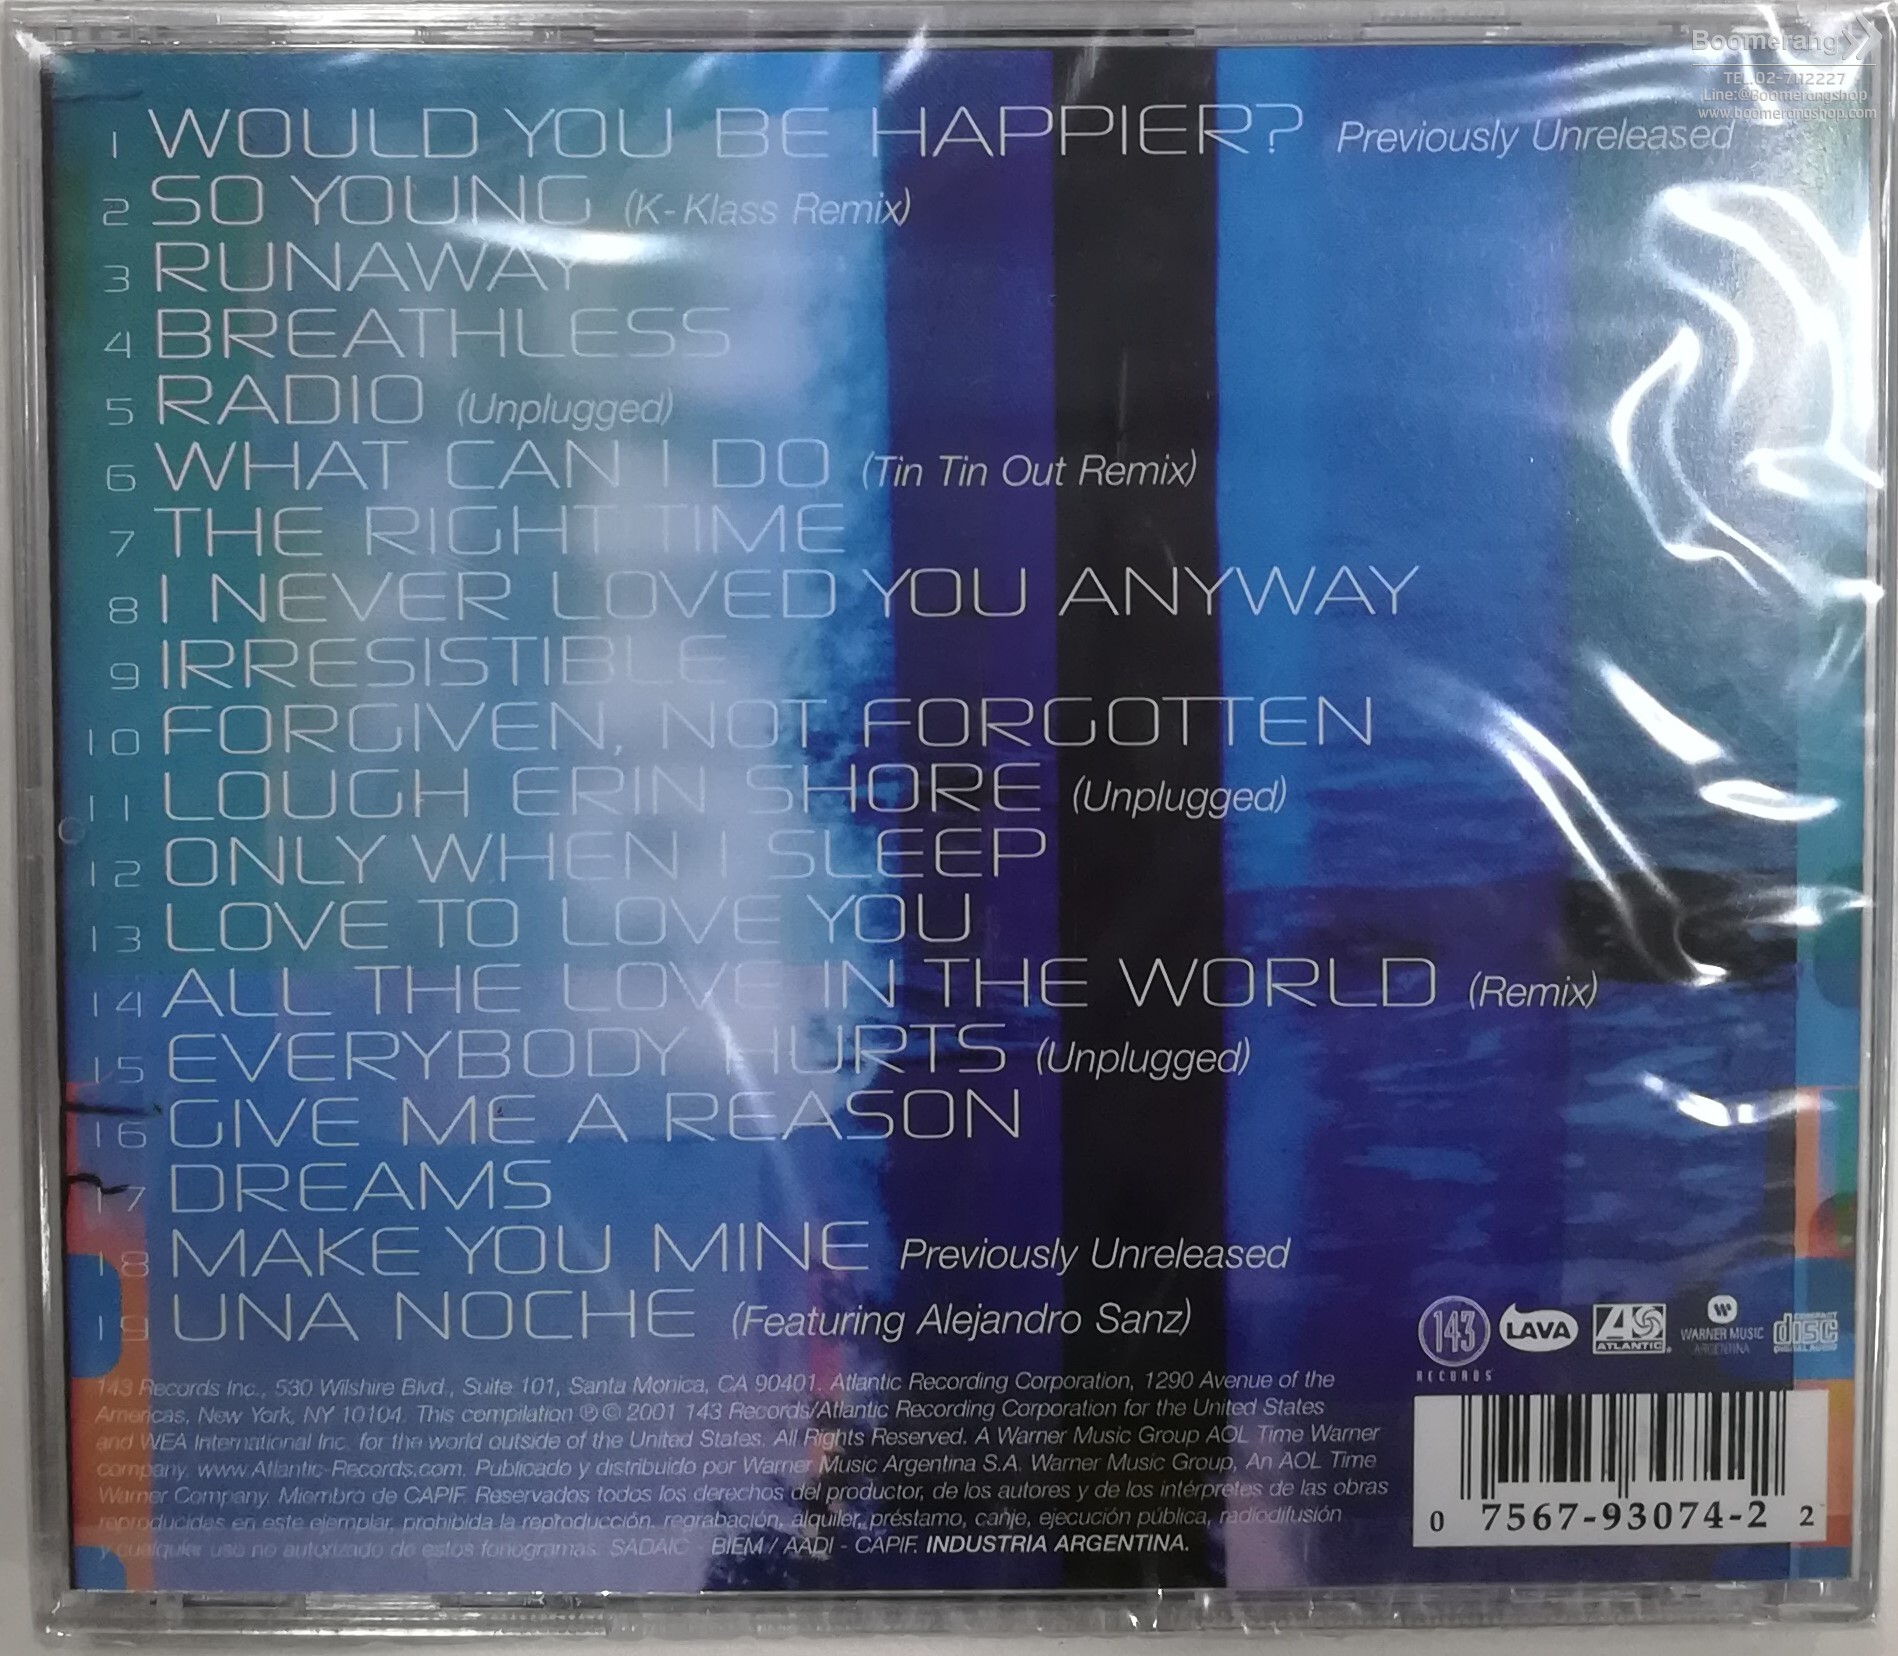 Boomerang
TEL.02-7112227
Line:@Boomerangshop
www.boomerangshop.com
1 WOULD YOU BE HAPPIER? Previously Unreleased
2 SO YOUNG (K-Klass Remix)
3 RUNAWAY
4 BREATHLESS
5 RADIO (Unplugged)
6 WHAT CAN I DO (Tin Tin Out Remix)
7 THE RIGHT TIME
8 I NEVER LOVED YOU ANYWAY
9 IRRESISTIBLE
10 FORGIVEN, NOT FORGOTTEN
11 LOUGH ERIN SHORE (Unplugged)
12 ONLY WHEN I SLEEP
13 LOVE TO LOVE YOU
14 ALL THE LOVE IN THE WORLD (Remix)
15 EVERYBODY HURTS (Unplugged)
16 GIVE ME A REASON
17 DREAMS
18 MAKE YOU MINE Previously Unreleased
19 UNA NOCHE (Featuring Alejandro Sanz)
143 RECORDS LAVA ATLANTIC WARNER MUSIC ARGENTINA COMPACT disc DIGITAL AUDIO
143 Records Inc., 530 Wilshire Blvd., Suite 101, Santa Monica, CA 90401. Atlantic Recording Corporation, 1290 Avenue of the
Americas, New York, NY 10104. This compilation ℗ © 2001 143 Records/Atlantic Recording Corporation for the United States
and WEA International Inc. for the world outside of the United States. All Rights Reserved. A Warner Music Group AOL Time Warner
company. www.Atlantic-Records.com. Publicado y distribuido por Warner Music Argentina S.A. Warner Music Group, An AOL Time
Warner Company. Miembro de CAPIF. Reservados todos los derechos del productor, de los autores y de los intérpretes de las obras
reproducidas en este ejemplar, prohibida la reproducción, regrabación, alquiler, préstamo, canje, ejecución pública, radiodifusión
y cualquier uso no autorizado de estos fonogramas. SADAIC - BIEM / AADI - CAPIF. INDUSTRIA ARGENTINA.
0 7567-93074-2 2